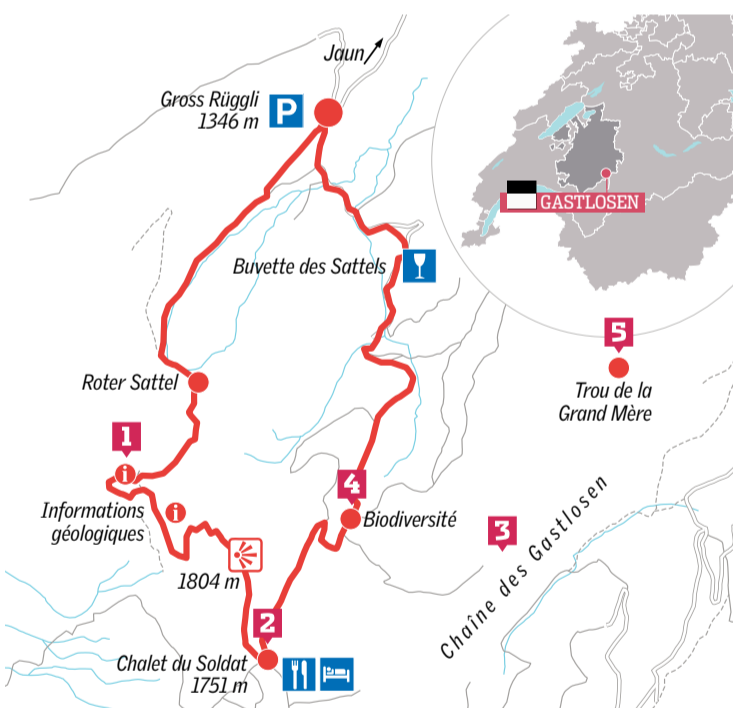 Jaun
Gross Rüggli
1346 m
P
GASTLOSEN
Buvette des Sattels
5
Trou de la
Grand Mère
Roter Sattel
1
i
Informations
géologiques
i
4
Biodiversité
3
Chaîne des Gastlosen
1804 m
2
Chalet du Soldat
1751 m